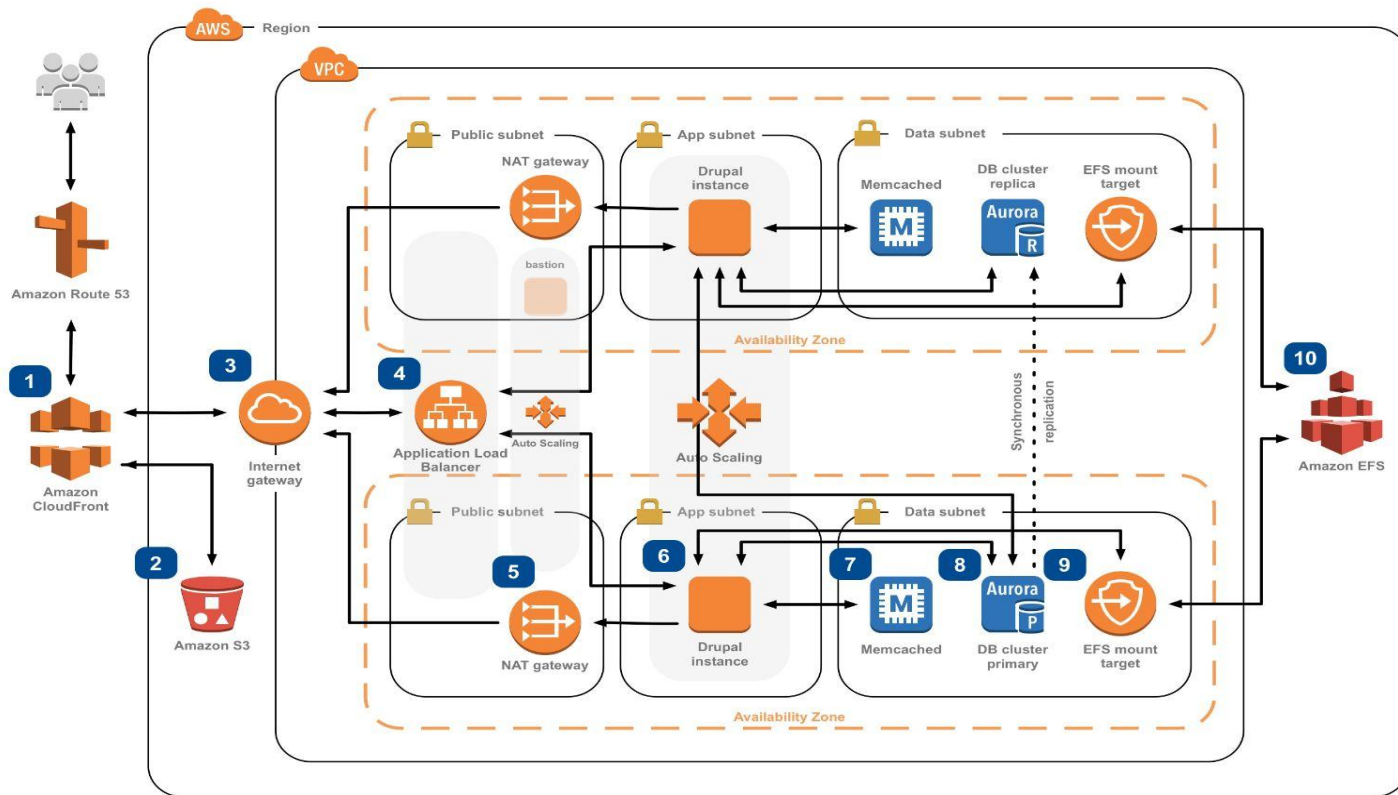 AWS
Region
VPC
Public subnet
App subnet
Data subnet
NAT gateway
Drupal
instance
Memcached
M
DB cluster
replica
Aurora
R
EFS mount
target
bastion
Amazon Route 53
Availability Zone
1
3
4
10
Synchronous
replication
Auto Scaling
Auto Scaling
Application Load
Balancer
Internet
gateway
Amazon
CloudFront
Amazon EFS
Public subnet
App subnet
Data subnet
2
5
6
7
8
9
Amazon S3
NAT gateway
Drupal
instance
M
Memcached
Aurora
P
DB cluster
primary
EFS mount
target
Availability Zone